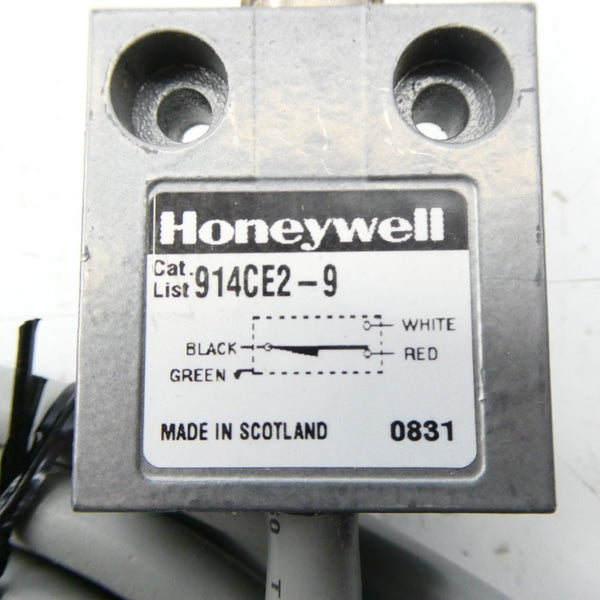 Honeywell
Cat.
List 914CE2-9
WHITE
BLACK RED
GREEN
MADE IN SCOTLAND 0831